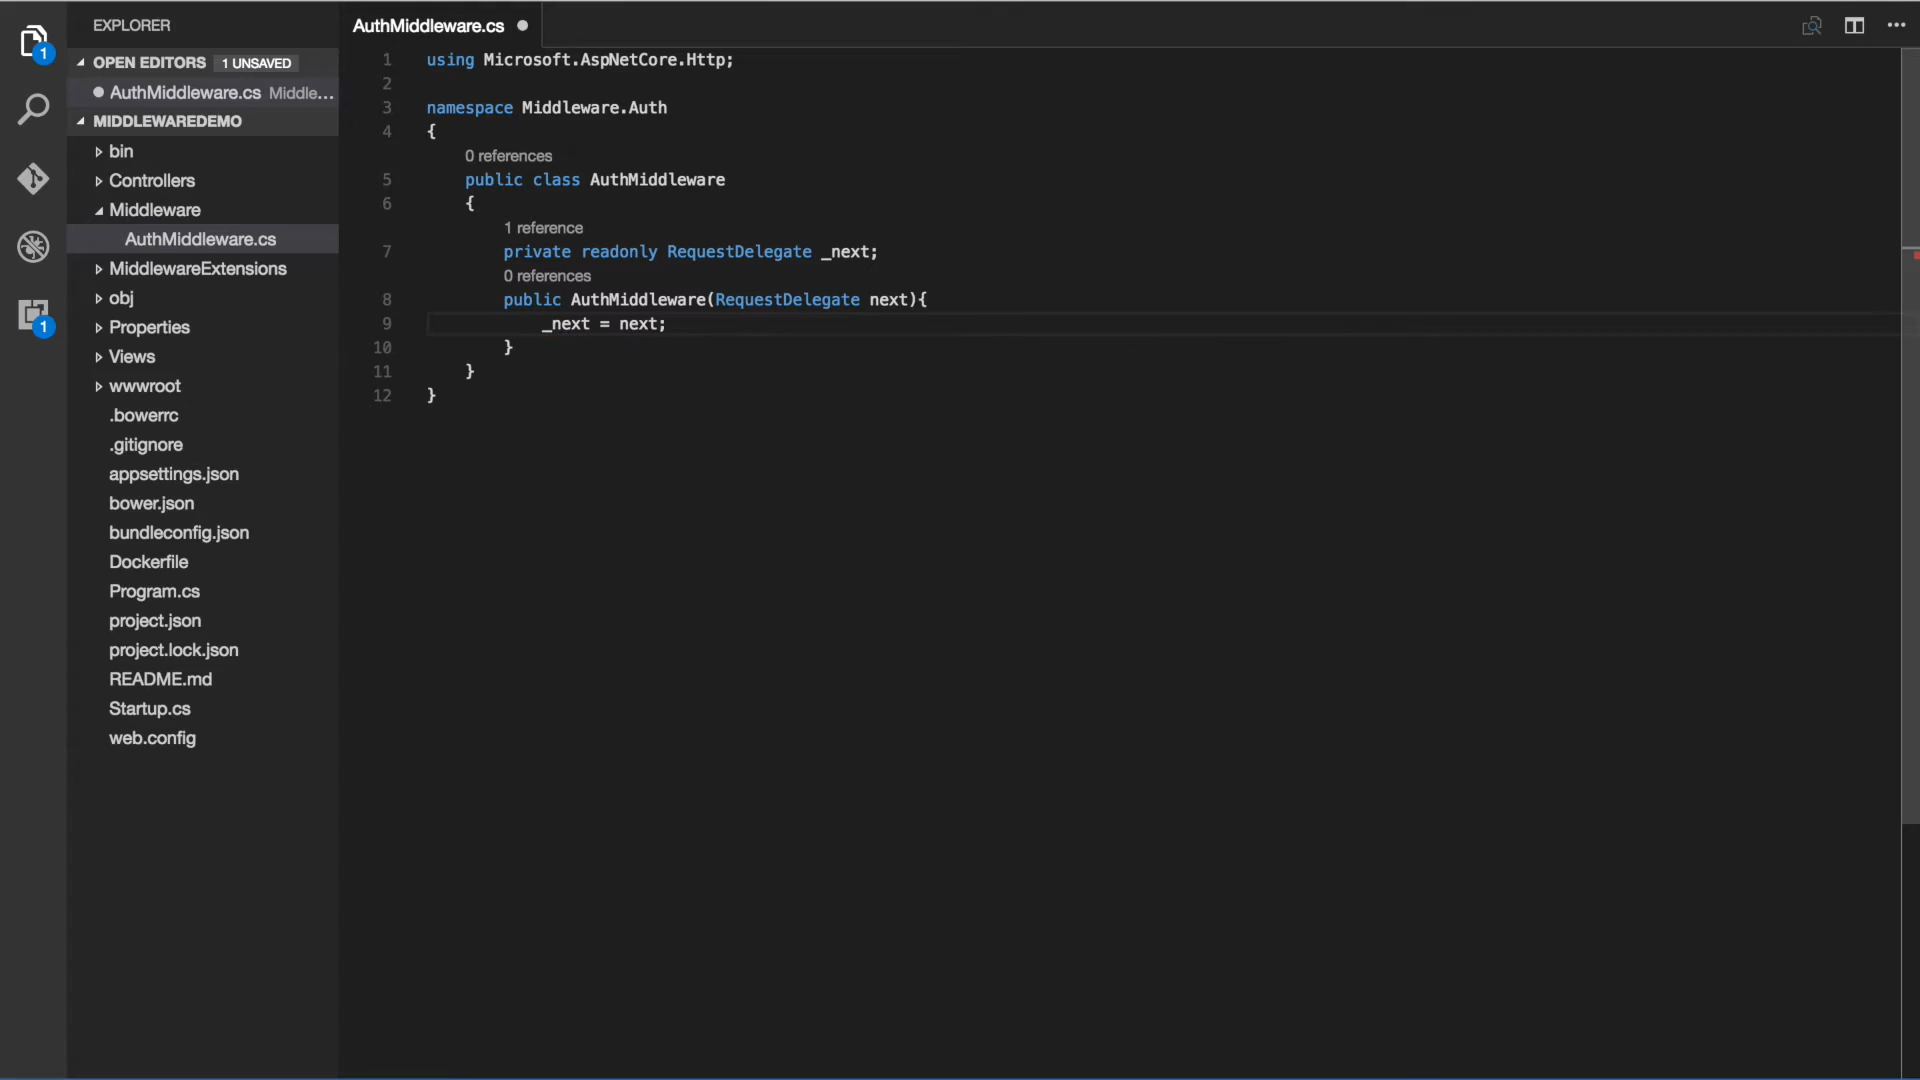 EXPLORER
OPEN EDITORS 1 UNSAVED
AuthMiddleware.cs Middle...
MIDDLEWAREDEMO
bin
Controllers
Middleware
AuthMiddleware.cs
MiddlewareExtensions
obj
Properties
Views
wwwroot
.bowerrc
.gitignore
appsettings.json
bower.json
bundleconfig.json
Dockerfile
Program.cs
project.json
project.lock.json
README.md
Startup.cs
web.config
1
1
AuthMiddleware.cs
1 using Microsoft.AspNetCore.Http;
2
3 namespace Middleware.Auth
4 {
0 references
5 public class AuthMiddleware
6 {
1 reference
7 private readonly RequestDelegate _next;
0 references
8 public AuthMiddleware(RequestDelegate next){
9 _next = next;
10 }
11 }
12 }